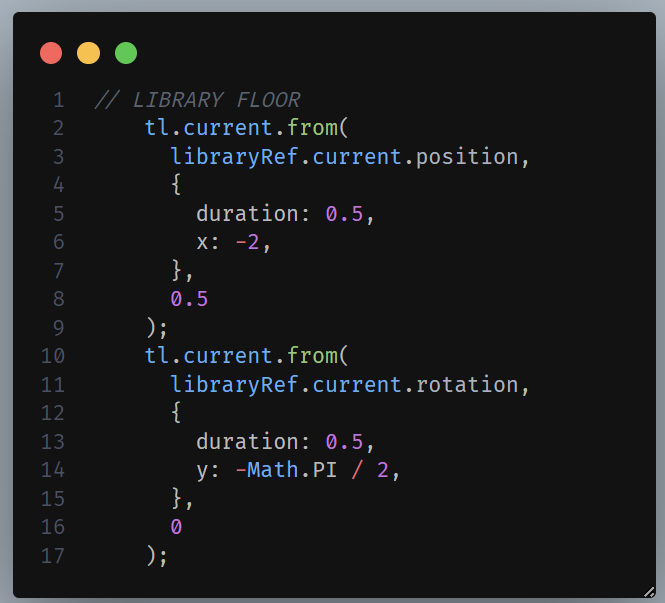 1 // LIBRARY FLOOR
2 tl.current.from(
3 libraryRef.current.position,
4 {
5 duration: 0.5,
6 x: -2,
7 },
8 0.5
9 );
10 tl.current.from(
11 libraryRef.current.rotation,
12 {
13 duration: 0.5,
14 y: -Math.PI / 2,
15 },
16 0
17 );